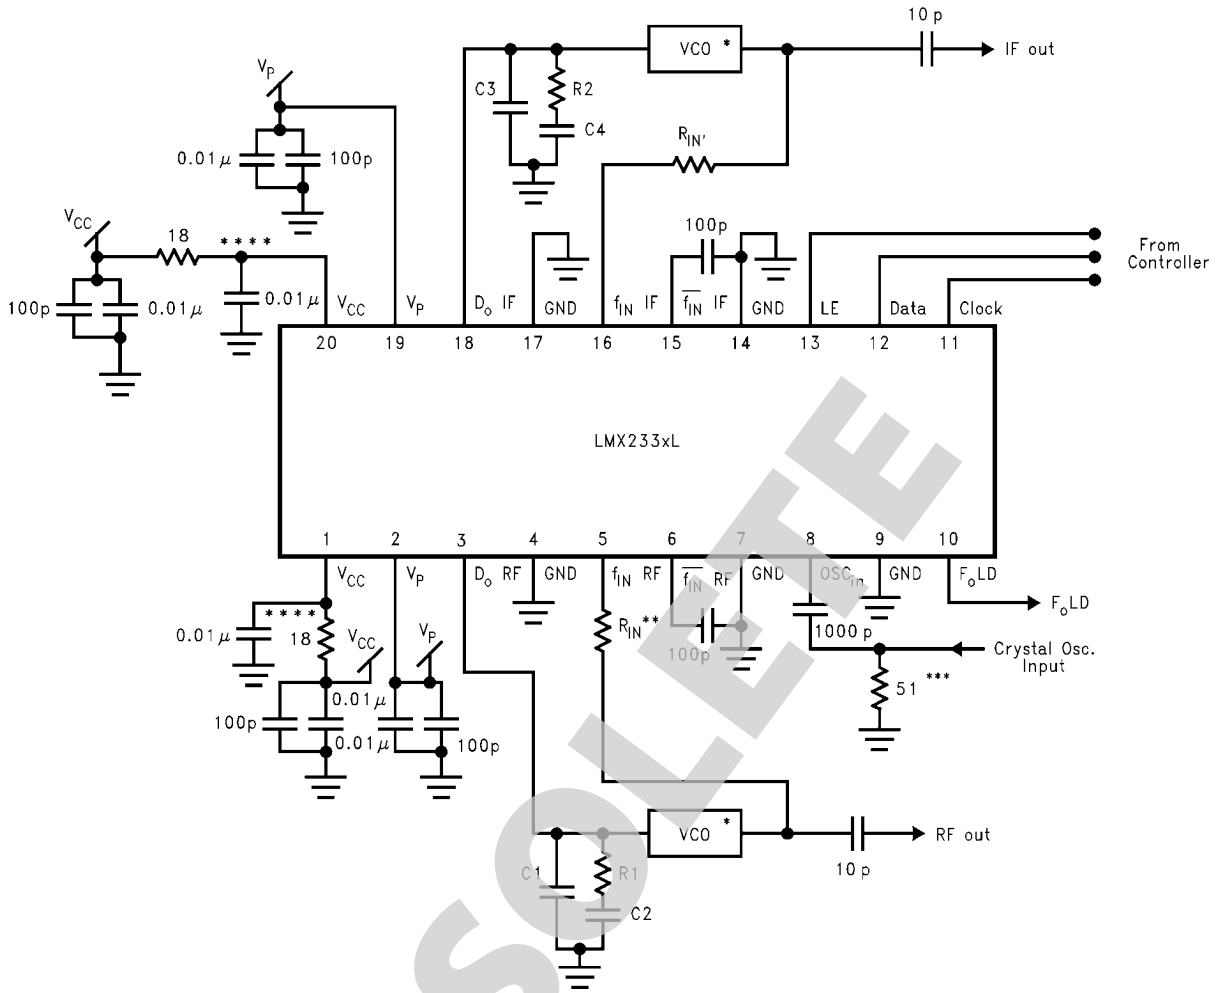 10 p
VCO *
IF out
V_P
C3
R2
C4
R_IN'
0.01 μ
100p
V_CC
18
* * * *
100p
From
Controller
100p
0.01 μ
0.01 μ
V_CC
V_P
D_o IF
GND
f_IN IF
f̅_IN IF
GND
LE
Data
Clock
20
19
18
17
16
15
14
13
12
11
LMX233xL
1
2
3
4
5
6
7
8
9
10
V_CC
V_P
D_o RF
GND
f_IN RF
f̅_IN RF
GND
OSC_in
GND
F_oLD
F_oLD
* * * *
0.01 μ
18
V_CC
V_P
R_IN **
100p
1000 p
Crystal Osc.
Input
51 ***
0.01 μ
100p
0.01 μ
100p
VCO *
RF out
10 p
C1
R1
C2
SOLETE